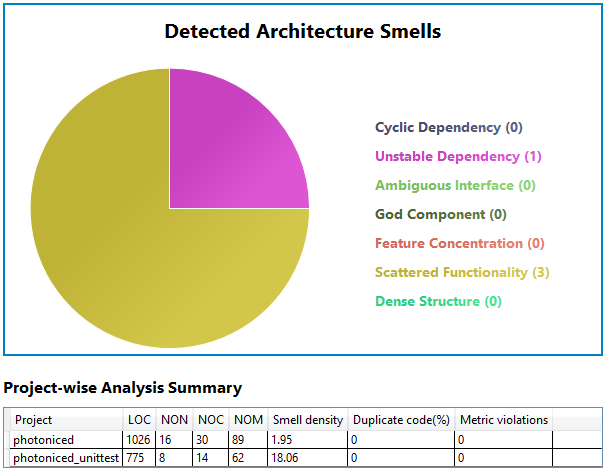 Detected Architecture Smells
Cyclic Dependency (0)
Unstable Dependency (1)
Ambiguous Interface (0)
God Component (0)
Feature Concentration (0)
Scattered Functionality (3)
Dense Structure (0)
Project-wise Analysis Summary
Project LOC NON NOC NOM Smell density Duplicate code(%) Metric violations
photoniced 1026 16 30 89 1.95 0 0
photoniced_unittest 775 8 14 62 18.06 0 0